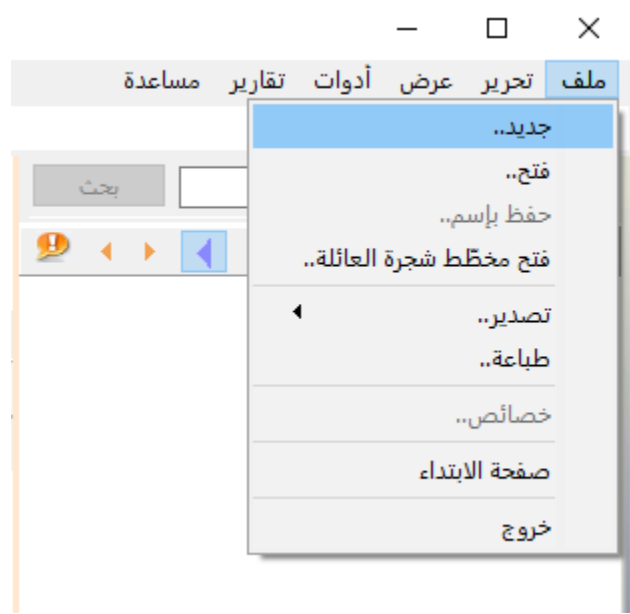 ملف تحرير عرض أدوات تقارير مساعدة
جديد..
فتح..
بحث
حفظ بإسم..
فتح مخطّط شجرة العائلة..
تصدير..
طباعة..
خصائص..
صفحة الابتداء
خروج